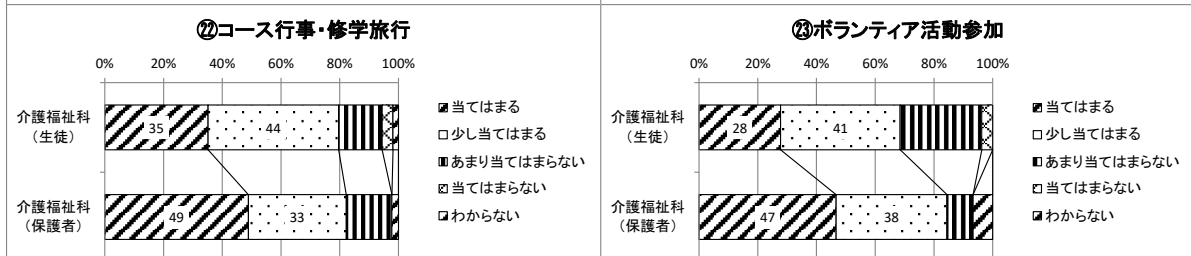 ㉒コース行事・修学旅行
0% 20% 40% 60% 80% 100%
介護福祉科
（生徒）
35 44
介護福祉科
（保護者）
49 33
当てはまる
少し当てはまる
あまり当てはまらない
当てはまらない
わからない
㉓ボランティア活動参加
0% 20% 40% 60% 80% 100%
介護福祉科
（生徒）
28 41
介護福祉科
（保護者）
47 38
当てはまる
少し当てはまる
あまり当てはまらない
当てはまらない
わからない